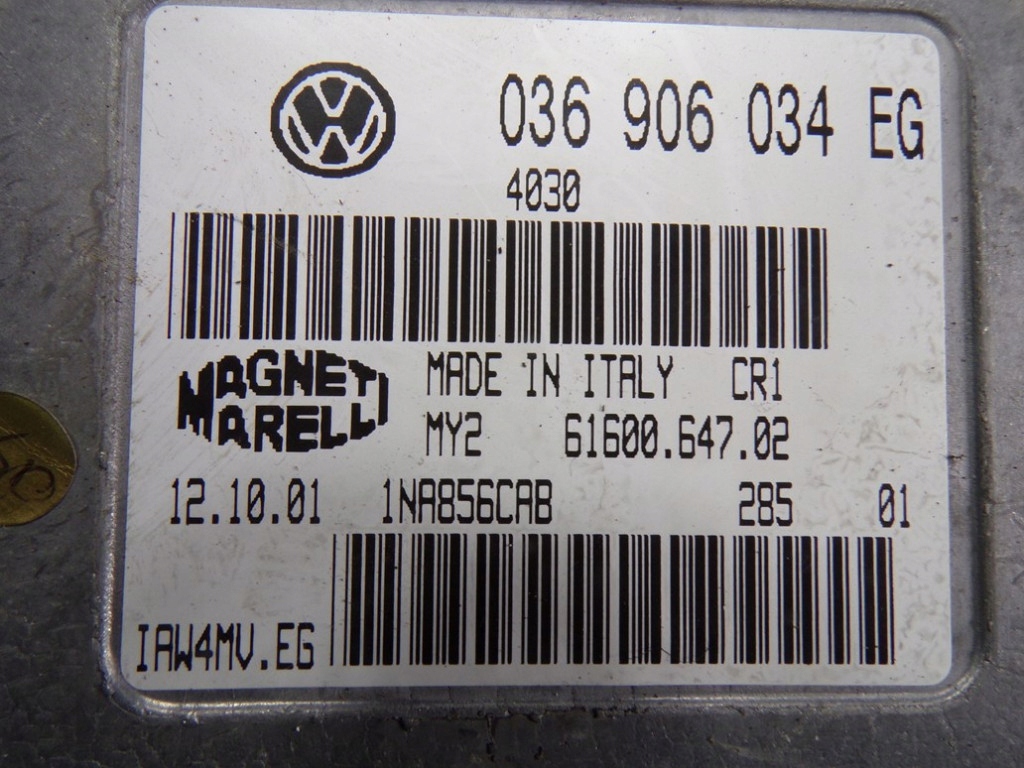 036 906 034 EG
4030
MAGNETI
MARELLI
MADE IN ITALY CR1
MY2 61600.647.02
12.10.01 1NA856CAB 285 01
IAW4MV.EG